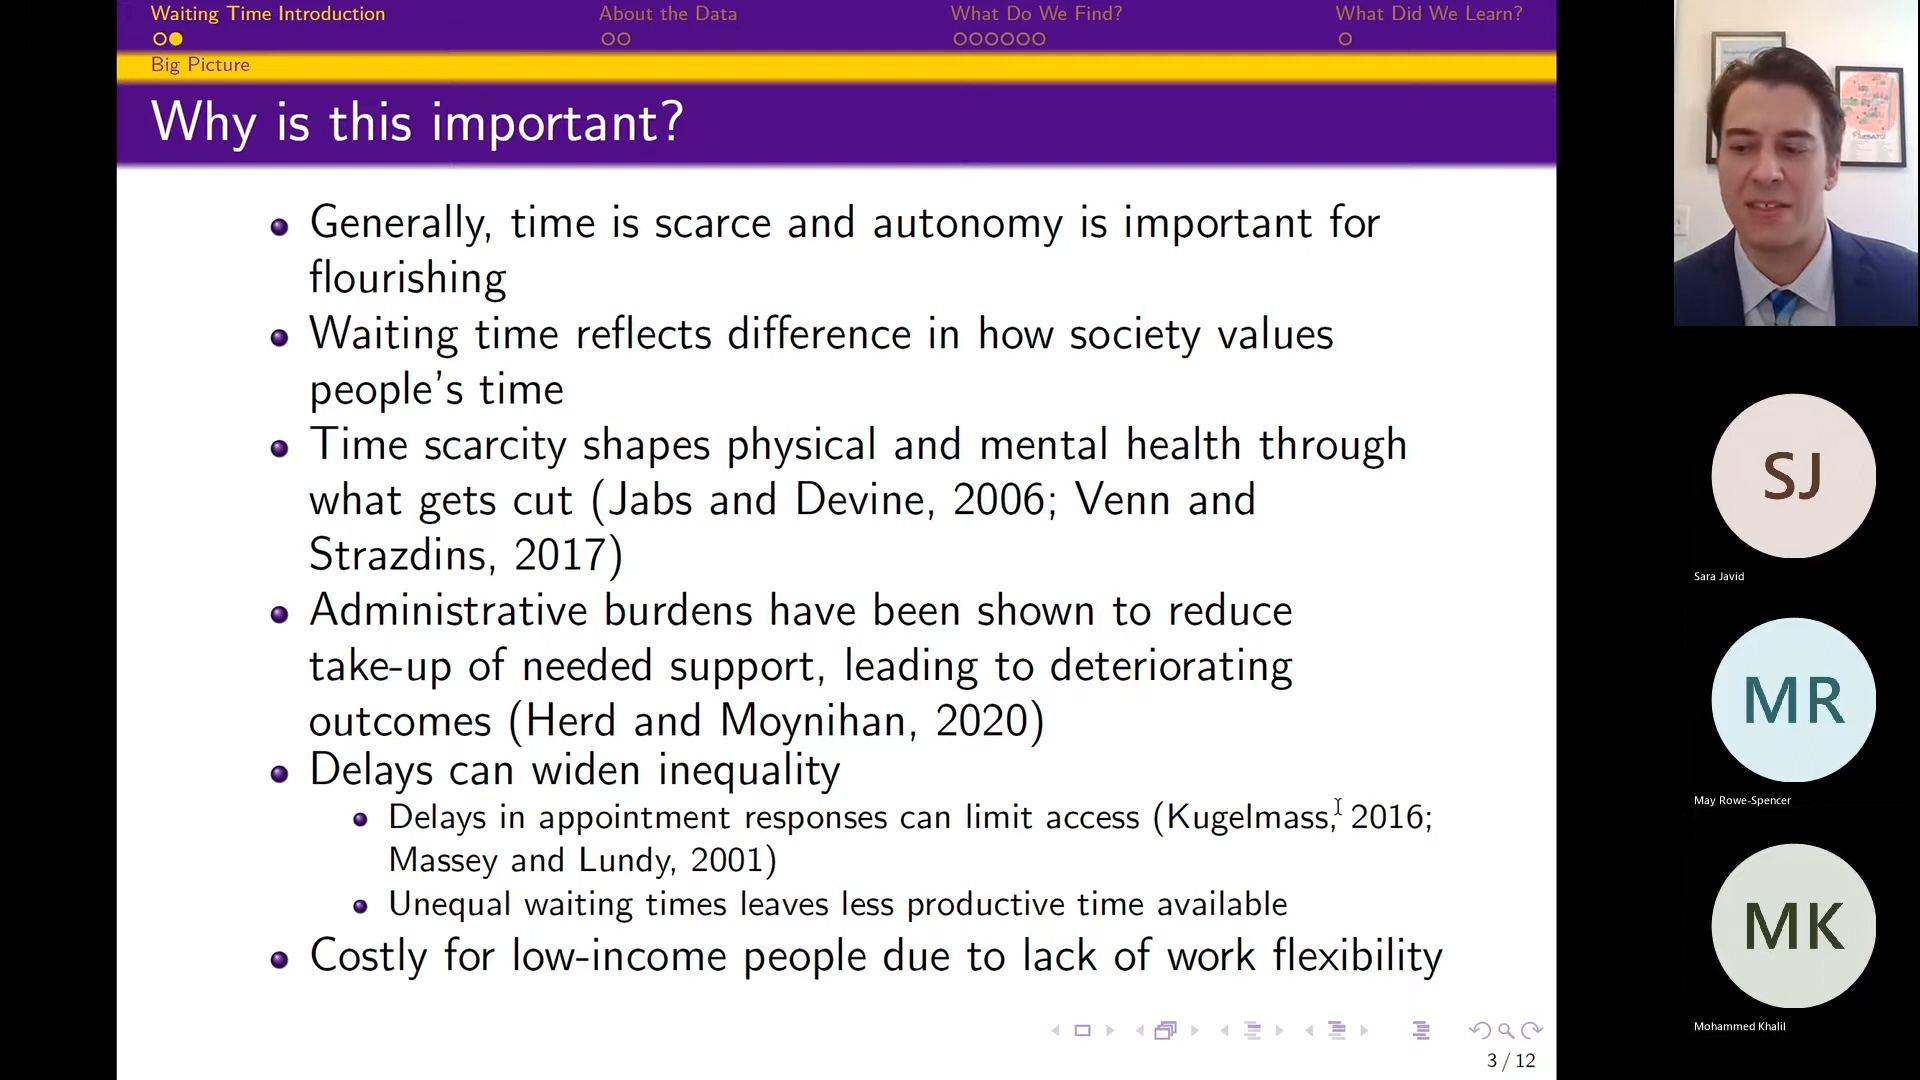 Waiting Time Introduction
About the Data
What Do We Find?
What Did We Learn?
Big Picture
Why is this important?
Generally, time is scarce and autonomy is important for
flourishing
Waiting time reflects difference in how society values
people's time
Time scarcity shapes physical and mental health through
what gets cut (Jabs and Devine, 2006; Venn and
Strazdins, 2017)
Administrative burdens have been shown to reduce
take-up of needed support, leading to deteriorating
outcomes (Herd and Moynihan, 2020)
Delays can widen inequality
Delays in appointment responses can limit access (Kugelmass, 2016;
Massey and Lundy, 2001)
Unequal waiting times leaves less productive time available
Costly for low-income people due to lack of work flexibility
3 / 12
SJ
Sara Javid
MR
May Rowe-Spencer
MK
Mohammed Khalil